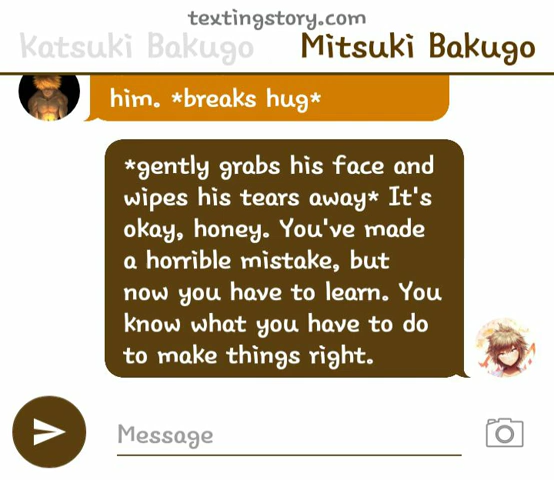 textingstory.com
Katsuki Bakugo Mitsuki Bakugo
him. *breaks hug*
*gently grabs his face and
wipes his tears away* It's
okay, honey. You've made
a horrible mistake, but
now you have to learn. You
know what you have to do
to make things right.
Message